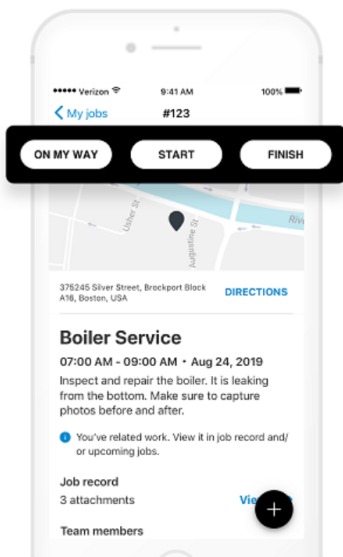 Verizon 9:41 AM 100%
My jobs #123
ON MY WAY START FINISH
Usher St
Augustine St
375245 Silver Street, Brockport Block
A16, Boston, USA
DIRECTIONS
Boiler Service
07:00 AM - 09:00 AM • Aug 24, 2019
Inspect and repair the boiler. It is leaking
from the bottom. Make sure to capture
photos before and after.
You've related work. View it in job record and/
or upcoming jobs.
Job record
3 attachments
Team members